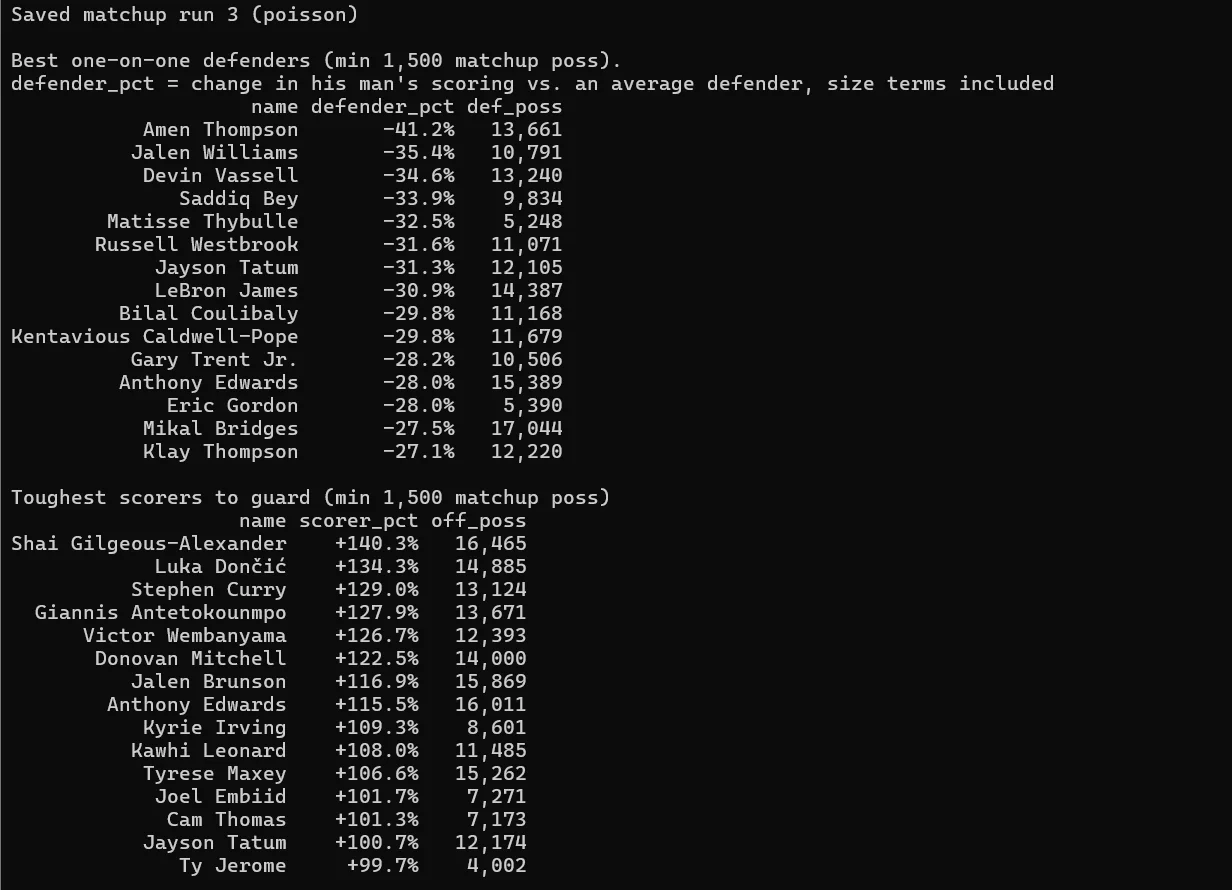 Saved matchup run 3 (poisson)
Best one-on-one defenders (min 1,500 matchup poss).
defender_pct = change in his man's scoring vs. an average defender, size terms included
name defender_pct def_poss
Amen Thompson −41.2% 13,661
Jalen Williams −35.4% 10,791
Devin Vassell −34.6% 13,240
Saddiq Bey −33.9% 9,834
Matisse Thybulle −32.5% 5,248
Russell Westbrook −31.6% 11,071
Jayson Tatum −31.3% 12,105
LeBron James −30.9% 14,387
Bilal Coulibaly −29.8% 11,168
Kentavious Caldwell-Pope −29.8% 11,679
Gary Trent Jr. −28.2% 10,506
Anthony Edwards −28.0% 15,389
Eric Gordon −28.0% 5,390
Mikal Bridges −27.5% 17,044
Klay Thompson −27.1% 12,220
Toughest scorers to guard (min 1,500 matchup poss)
name scorer_pct off_poss
Shai Gilgeous-Alexander +140.3% 16,465
Luka Dončić +134.3% 14,885
Stephen Curry +129.0% 13,124
Giannis Antetokounmpo +127.9% 13,671
Victor Wembanyama +126.7% 12,393
Donovan Mitchell +122.5% 14,000
Jalen Brunson +116.9% 15,869
Anthony Edwards +115.5% 16,011
Kyrie Irving +109.3% 8,601
Kawhi Leonard +108.0% 11,485
Tyrese Maxey +106.6% 15,262
Joel Embiid +101.7% 7,271
Cam Thomas +101.3% 7,173
Jayson Tatum +100.7% 12,174
Ty Jerome +99.7% 4,002